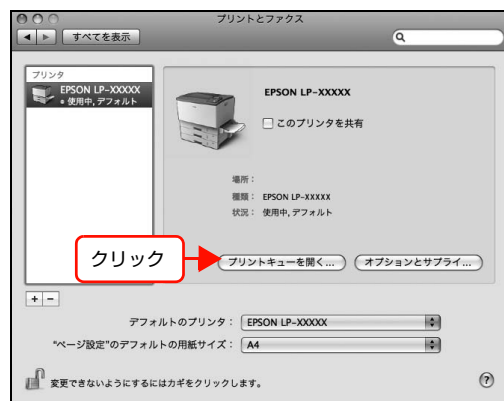 プリントとファクス
すべてを表示
プリンタ
EPSON LP-XXXXX
使用中, デフォルト
EPSON LP-XXXXX
このプリンタを共有
場所：
種類： EPSON LP-XXXXX
状況： 使用中, デフォルト
クリック
プリントキューを開く... オプションとサプライ...
+ −
デフォルトのプリンタ： EPSON LP-XXXXX
"ページ設定"のデフォルトの用紙サイズ： A4
変更できないようにするにはカギをクリックします。
?